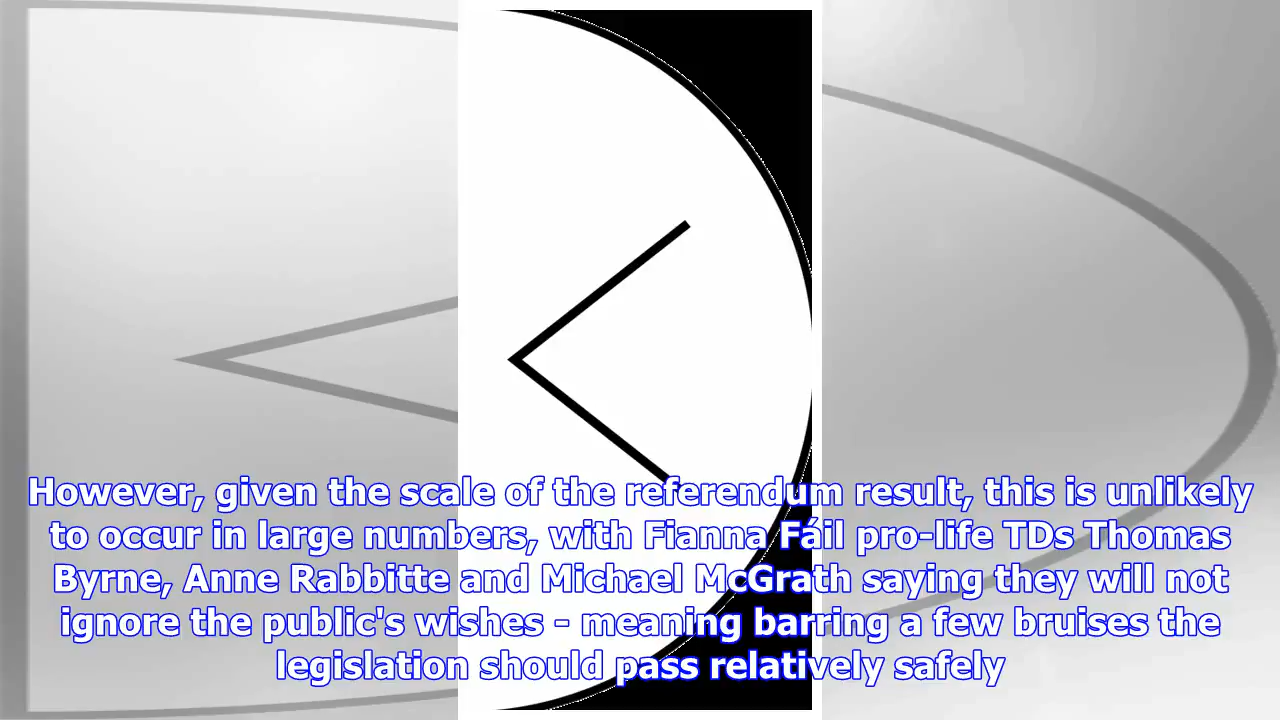 However, given the scale of the referendum result, this is unlikely
to occur in large numbers, with Fianna Fáil pro-life TDs Thomas
Byrne, Anne Rabbitte and Michael McGrath saying they will not
ignore the public's wishes - meaning barring a few bruises the
legislation should pass relatively safely